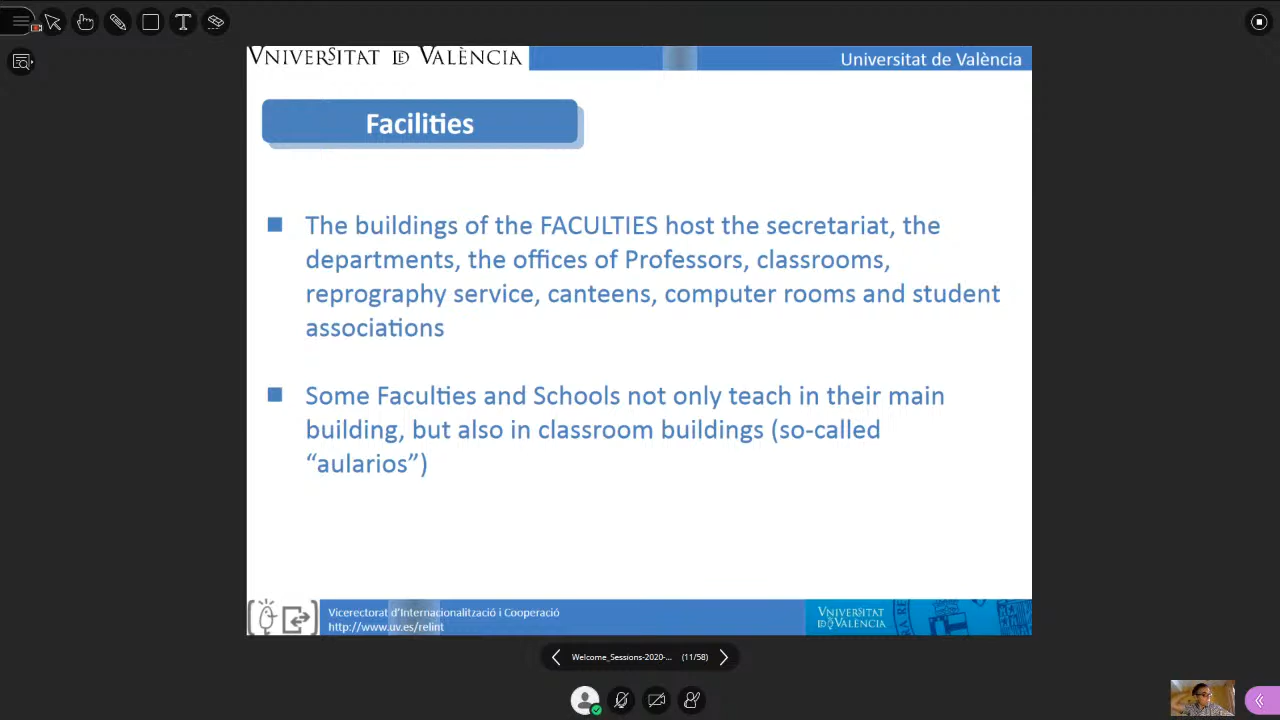 VNIVERSITAT DE VALÈNCIA
Universitat de València
Facilities
The buildings of the FACULTIES host the secretariat, the
departments, the offices of Professors, classrooms,
reprography service, canteens, computer rooms and student
associations
Some Faculties and Schools not only teach in their main
building, but also in classroom buildings (so-called
“aularios”)
Vicerectorat d'Internacionalització i Cooperació
http://www.uv.es/relint
VNIVERSITAT
DE VALÈNCIA
Welcome_Sessions-2020-... (11/58)